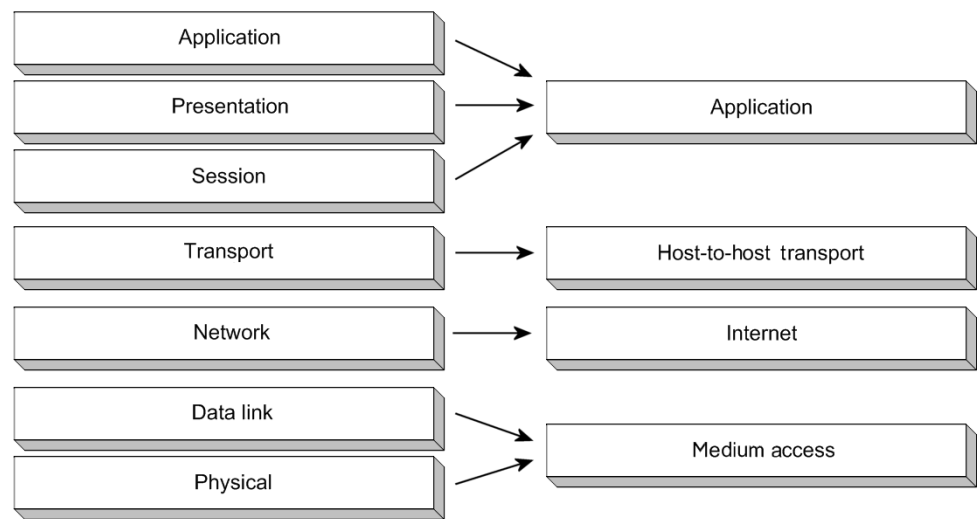 Application
Presentation
Application
Session
Transport
Host-to-host transport
Network
Internet
Data link
Medium access
Physical